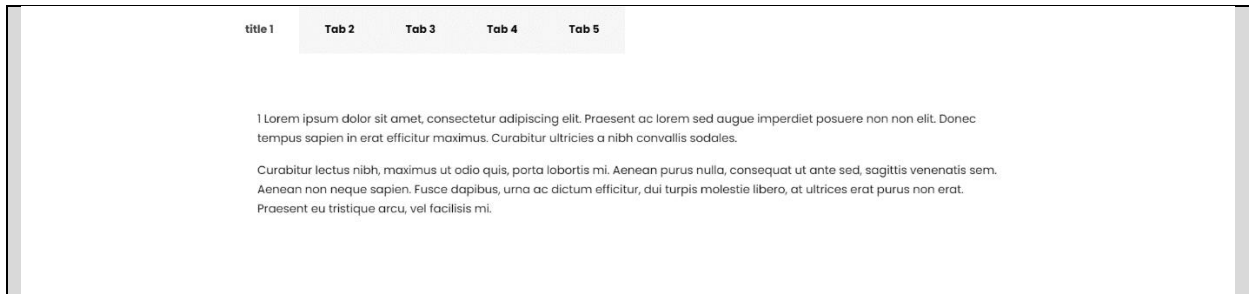 title 1 Tab 2 Tab 3 Tab 4 Tab 5
1 Lorem ipsum dolor sit amet, consectetur adipiscing elit. Praesent ac lorem sed augue imperdiet posuere non non elit. Donec
tempus sapien in erat efficitur maximus. Curabitur ultricies a nibh convallis sodales.
Curabitur lectus nibh, maximus ut odio quis, porta lobortis mi. Aenean purus nulla, consequat ut ante sed, sagittis venenatis sem.
Aenean non neque sapien. Fusce dapibus, urna ac dictum efficitur, dui turpis molestie libero, at ultrices erat purus non erat.
Praesent eu tristique arcu, vel facilisis mi.